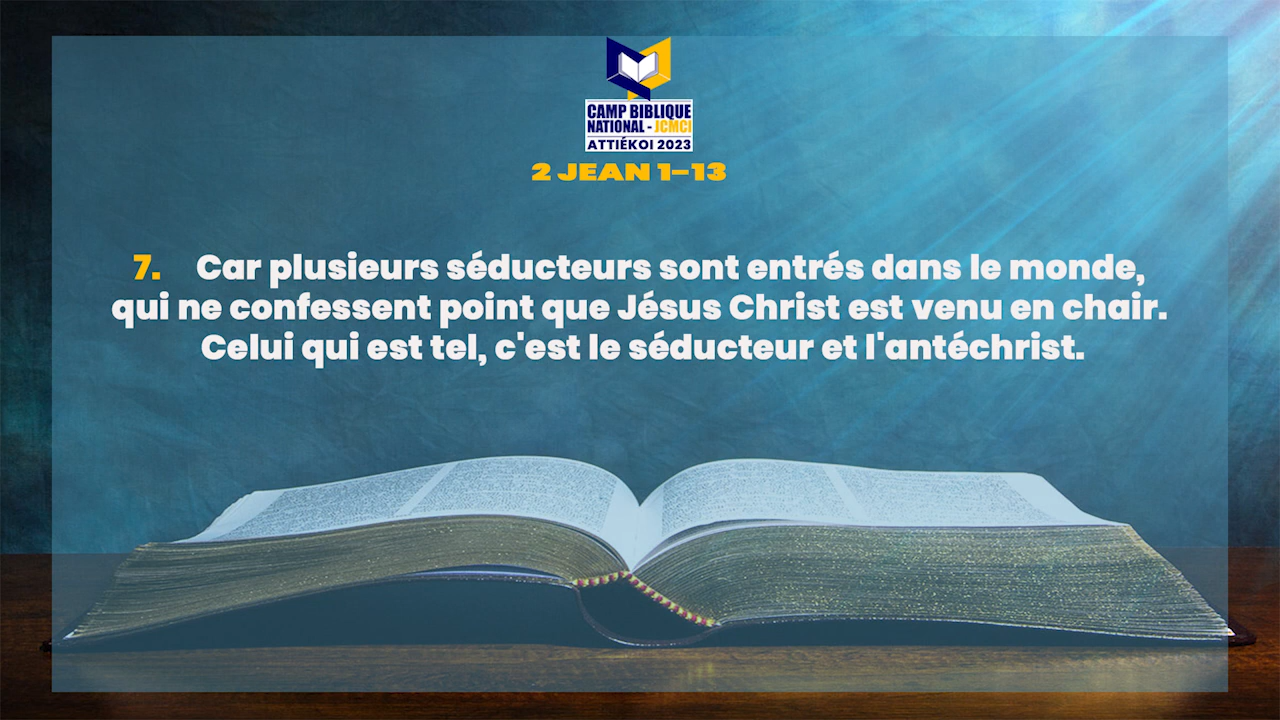 CAMP BIBLIQUE
NATIONAL - JCMCI
ATTIÉKOI 2023
2 JEAN 1-13
7. Car plusieurs séducteurs sont entrés dans le monde,
qui ne confessent point que Jésus Christ est venu en chair.
Celui qui est tel, c'est le séducteur et l'antéchrist.